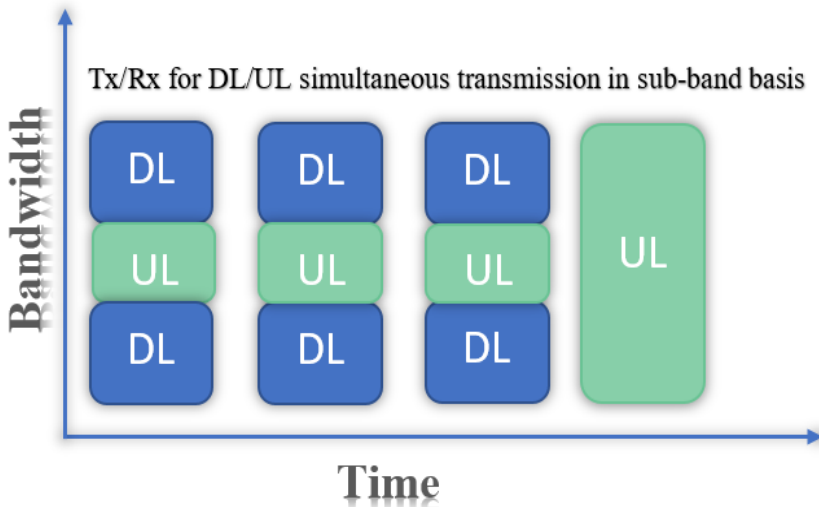 Tx/Rx for DL/UL simultaneous transmission in sub-band basis
Bandwidth
DL DL DL
UL UL UL UL
DL DL DL
Time